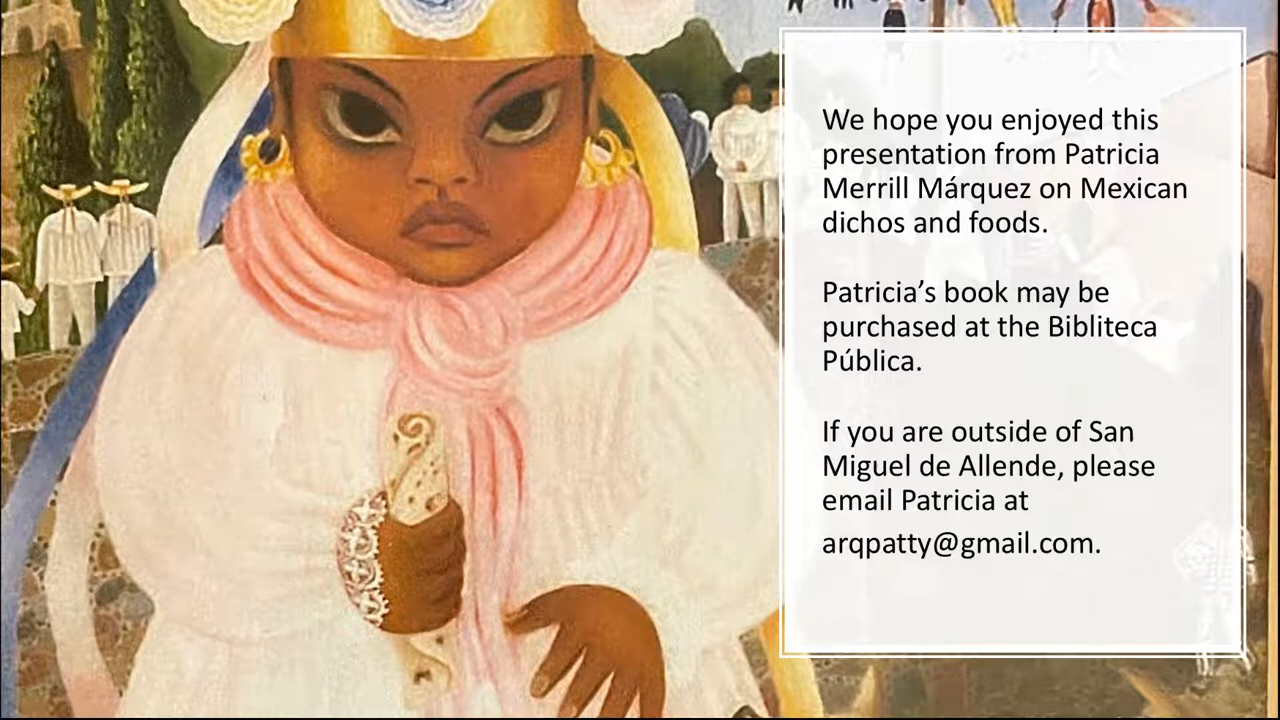 We hope you enjoyed this
presentation from Patricia
Merrill Márquez on Mexican
dichos and foods.
Patricia’s book may be
purchased at the Bibliteca
Pública.
If you are outside of San
Miguel de Allende, please
email Patricia at
arqpatty@gmail.com.